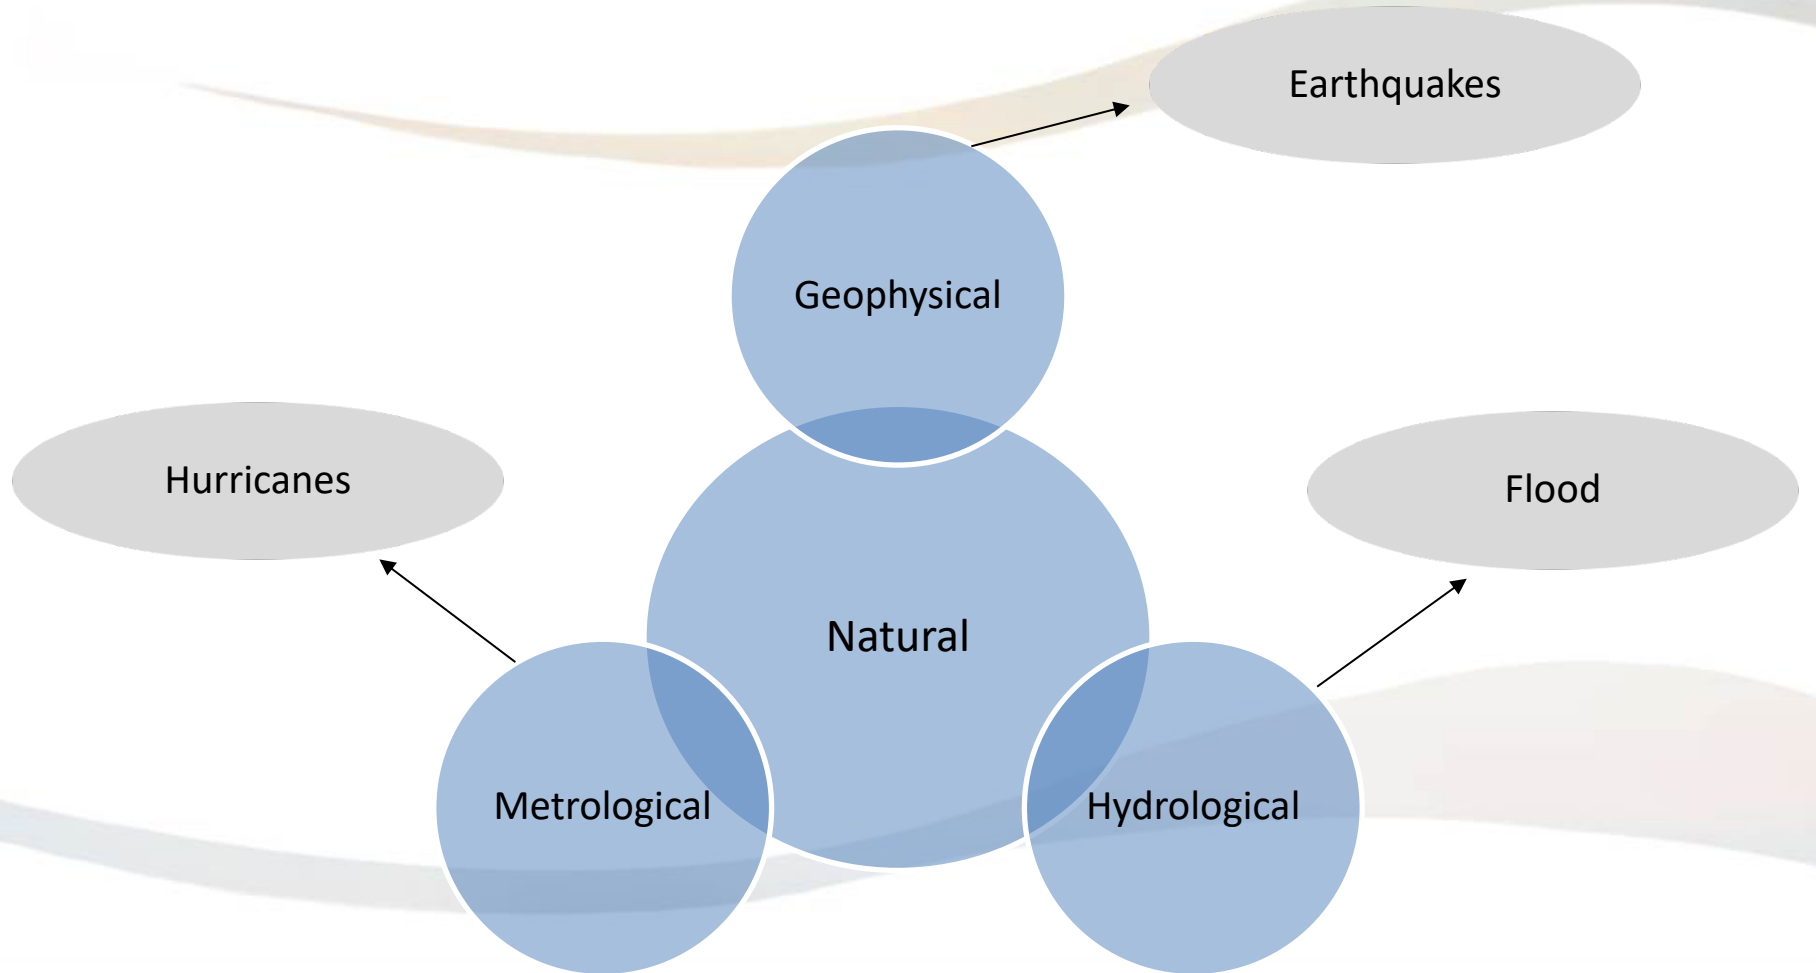 Earthquakes
Geophysical
Hurricanes
Flood
Natural
Metrological
Hydrological